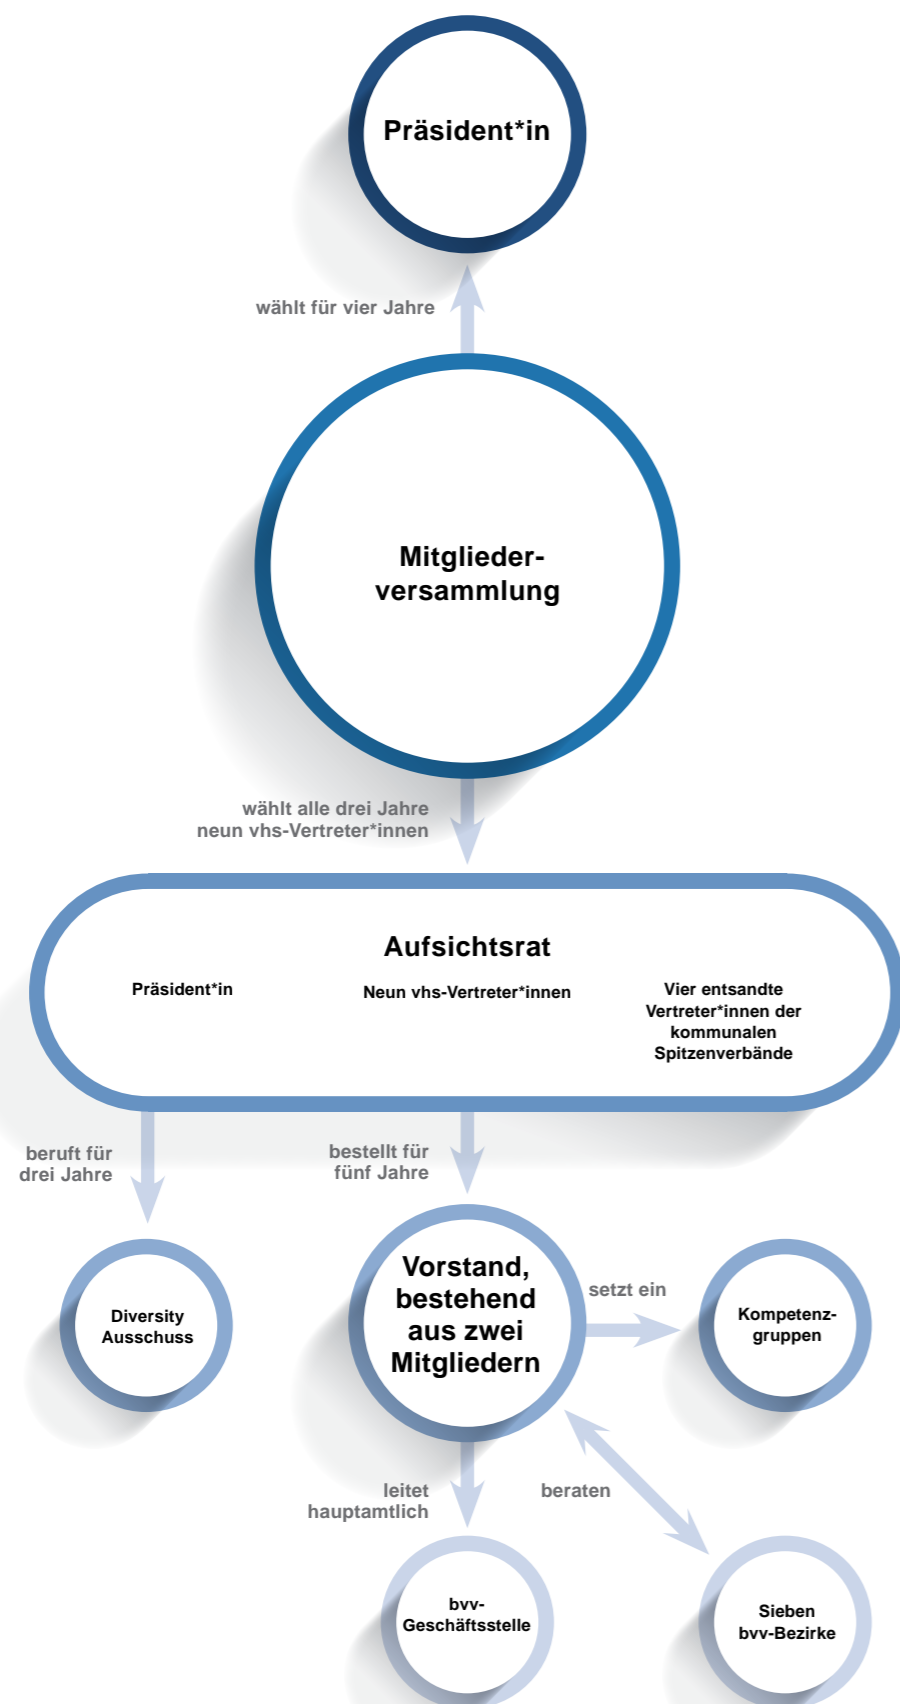 Präsident*in
wählt für vier Jahre
Mitglieder-
versammlung
wählt alle drei Jahre
neun vhs-Vertreter*innen
Aufsichtsrat
Präsident*in
Neun vhs-Vertreter*innen
Vier entsandte
Vertreter*innen der
kommunalen
Spitzenverbände
beruft für
drei Jahre
bestellt für
fünf Jahre
Diversity
Ausschuss
Vorstand,
bestehend
aus zwei
Mitgliedern
setzt ein
Kompetenz-
gruppen
leitet
hauptamtlich
beraten
bvv-
Geschäftsstelle
Sieben
bvv-Bezirke